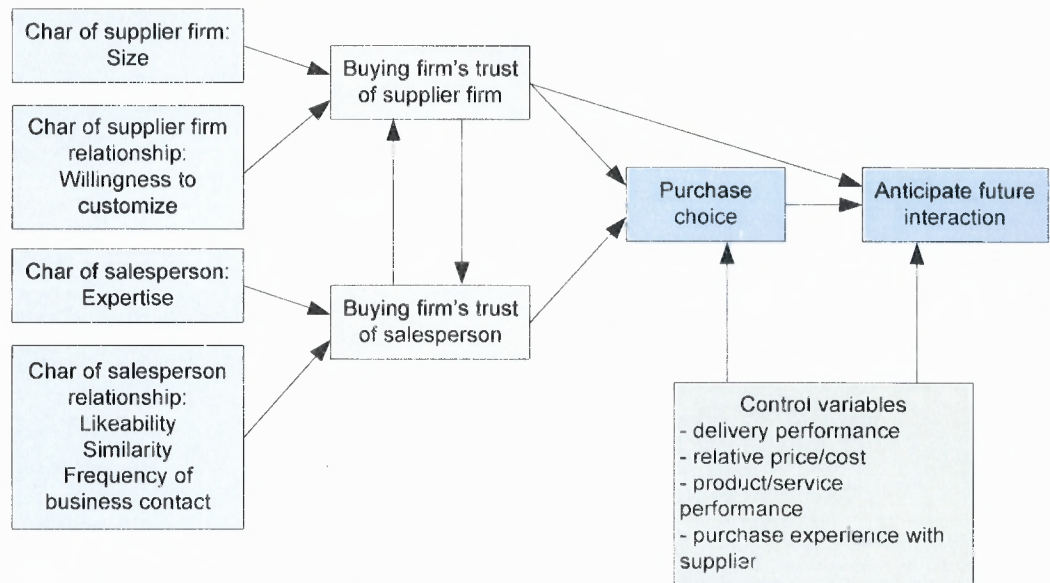 Char of supplier firm:
Size
Char of supplier firm
relationship:
Willingness to
customize
Char of salesperson:
Expertise
Char of salesperson
relationship:
Likeability
Similarity
Frequency of
business contact
Buying firm's trust
of supplier firm
Buying firm's trust
of salesperson
Purchase
choice
Anticipate future
interaction
Control variables
- delivery performance
- relative price/cost
- product/service
performance
- purchase experience with
supplier